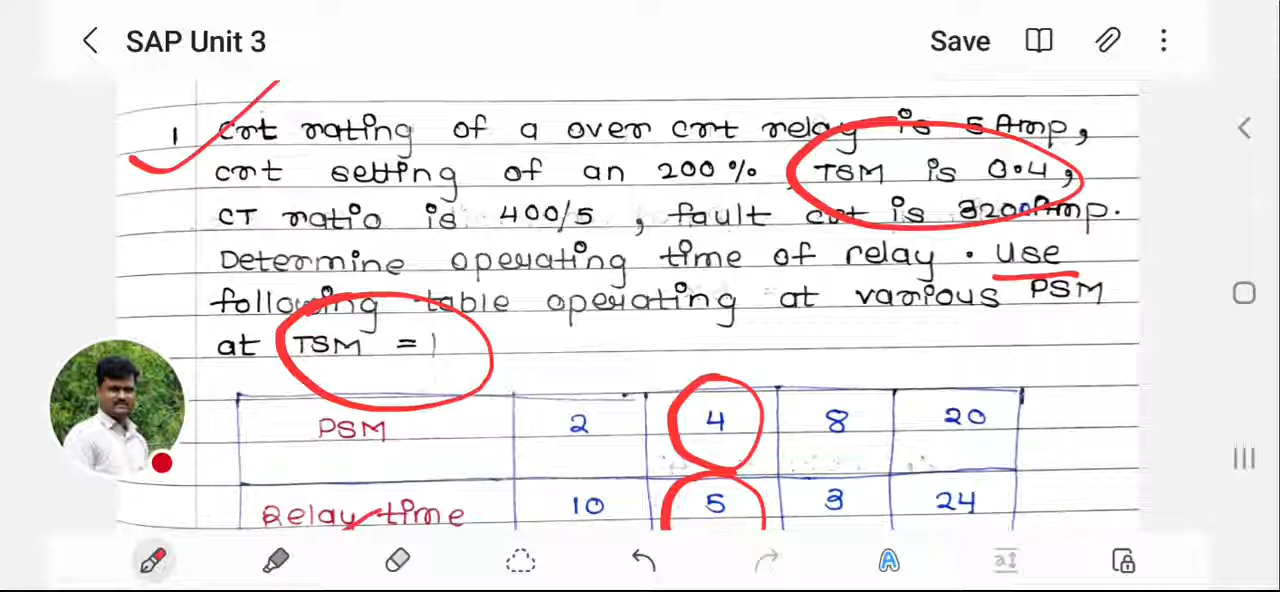 SAP Unit 3
Save
1 Crt rating of a over crt relay is 5 Amp,
crt setting of an 200 % , TSM is 0.4,
CT ratio is 400/5 , fault crt is 3200Amp.
Determine operating time of relay . Use
following table operating at various PSM
at TSM = 1
PSM 2 4 8 20
Relay time 10 5 3 24